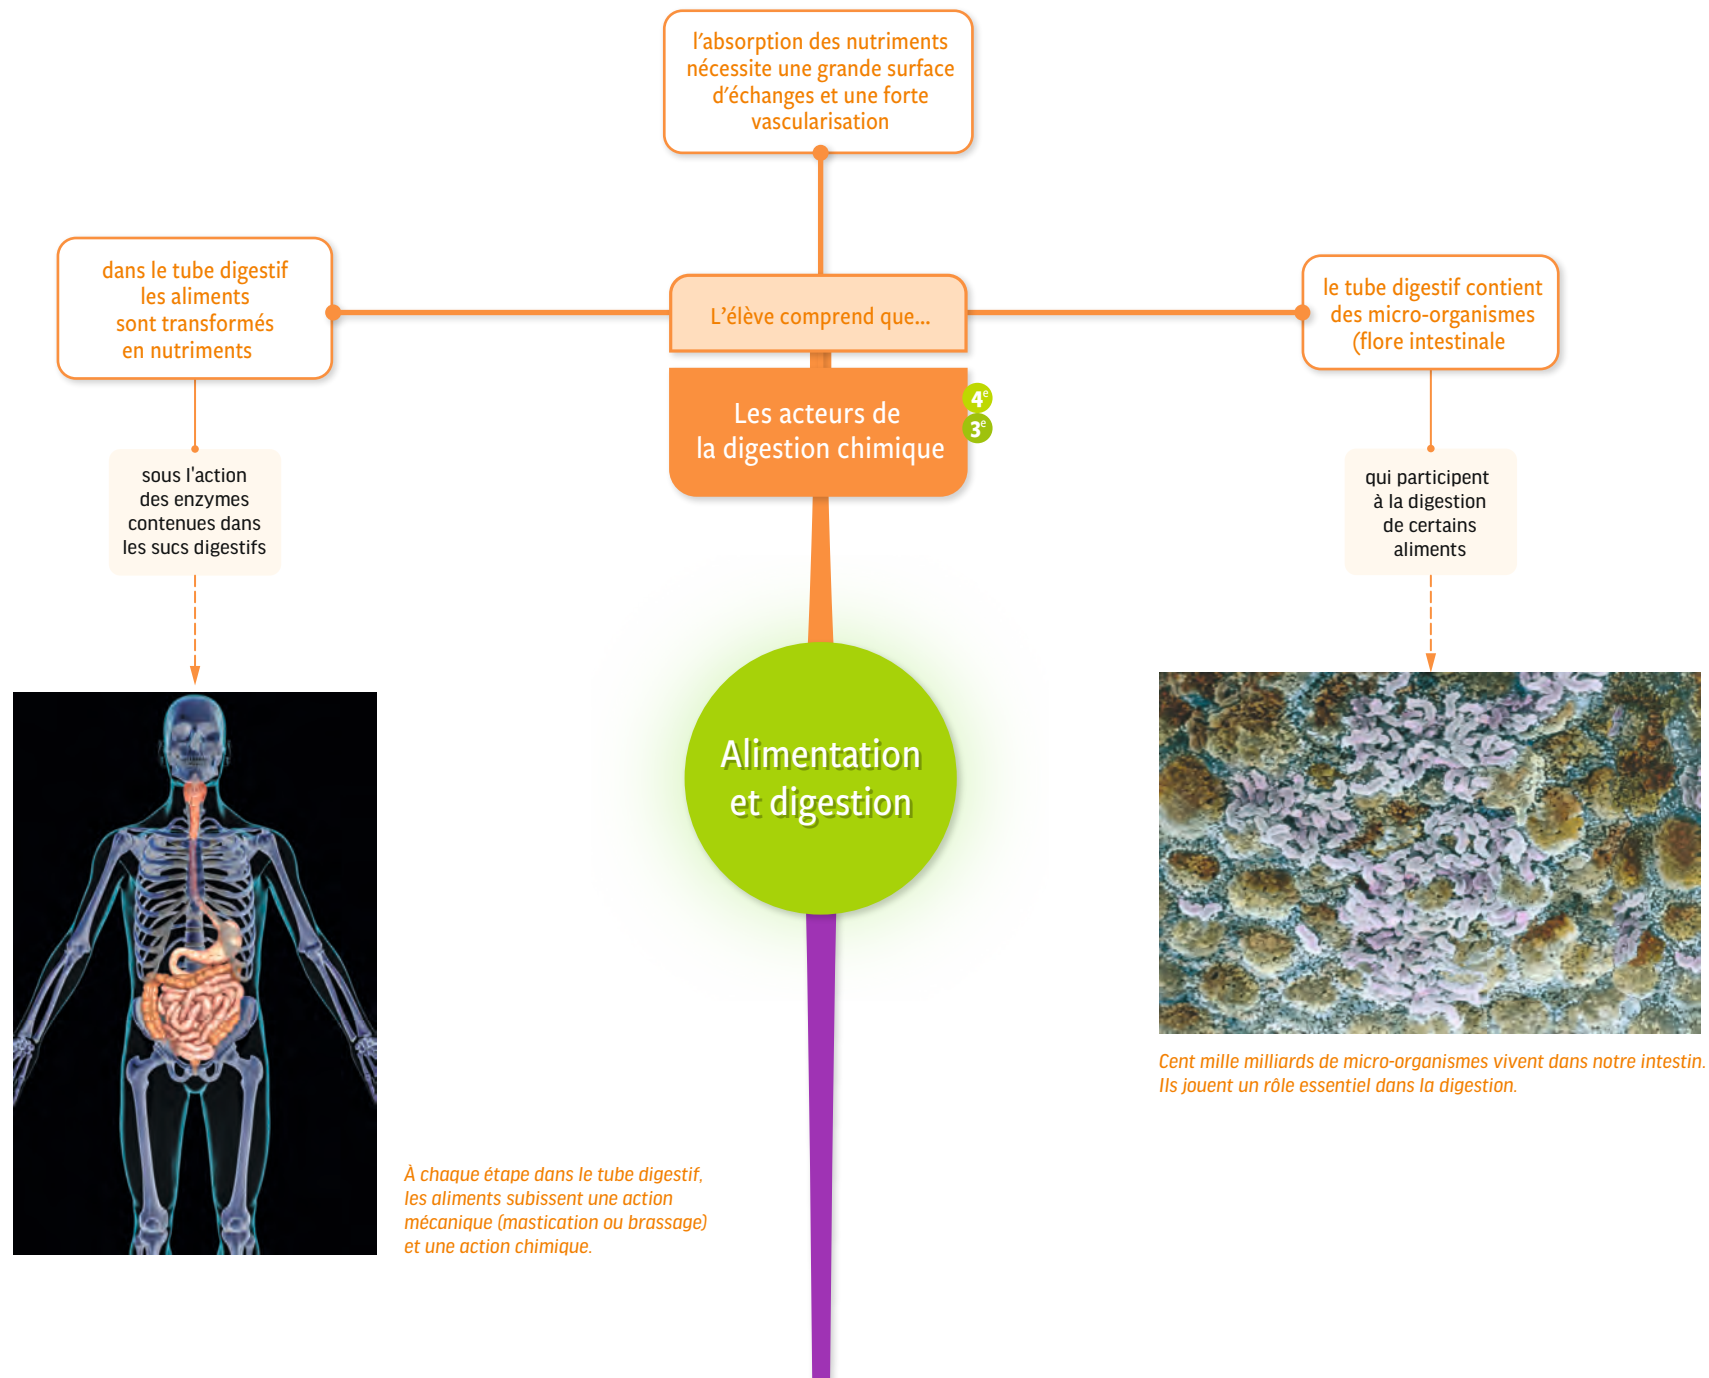 l'absorption des nutriments
nécessite une grande surface
d'échanges et une forte
vascularisation
dans le tube digestif
les aliments
sont transformés
en nutriments
L'élève comprend que...
le tube digestif contient
des micro-organismes
(flore intestinale
Les acteurs de
la digestion chimique
4e
3e
sous l'action
des enzymes
contenues dans
les sucs digestifs
qui participent
à la digestion
de certains
aliments
Alimentation
et digestion
Cent mille milliards de micro-organismes vivent dans notre intestin.
Ils jouent un rôle essentiel dans la digestion.
À chaque étape dans le tube digestif,
les aliments subissent une action
mécanique (mastication ou brassage)
et une action chimique.